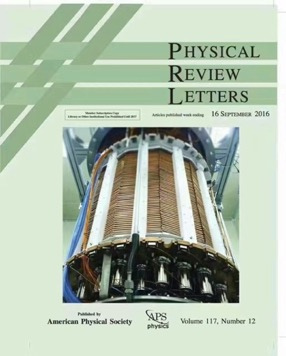 PHYSICAL
REVIEW
LETTERS
Member Subscription Copy
Library or Other Institutional Use Prohibited Until 2017
Articles published week ending 16 SEPTEMBER 2016
Published by
American Physical Society
APS
physics
Volume 117, Number 12